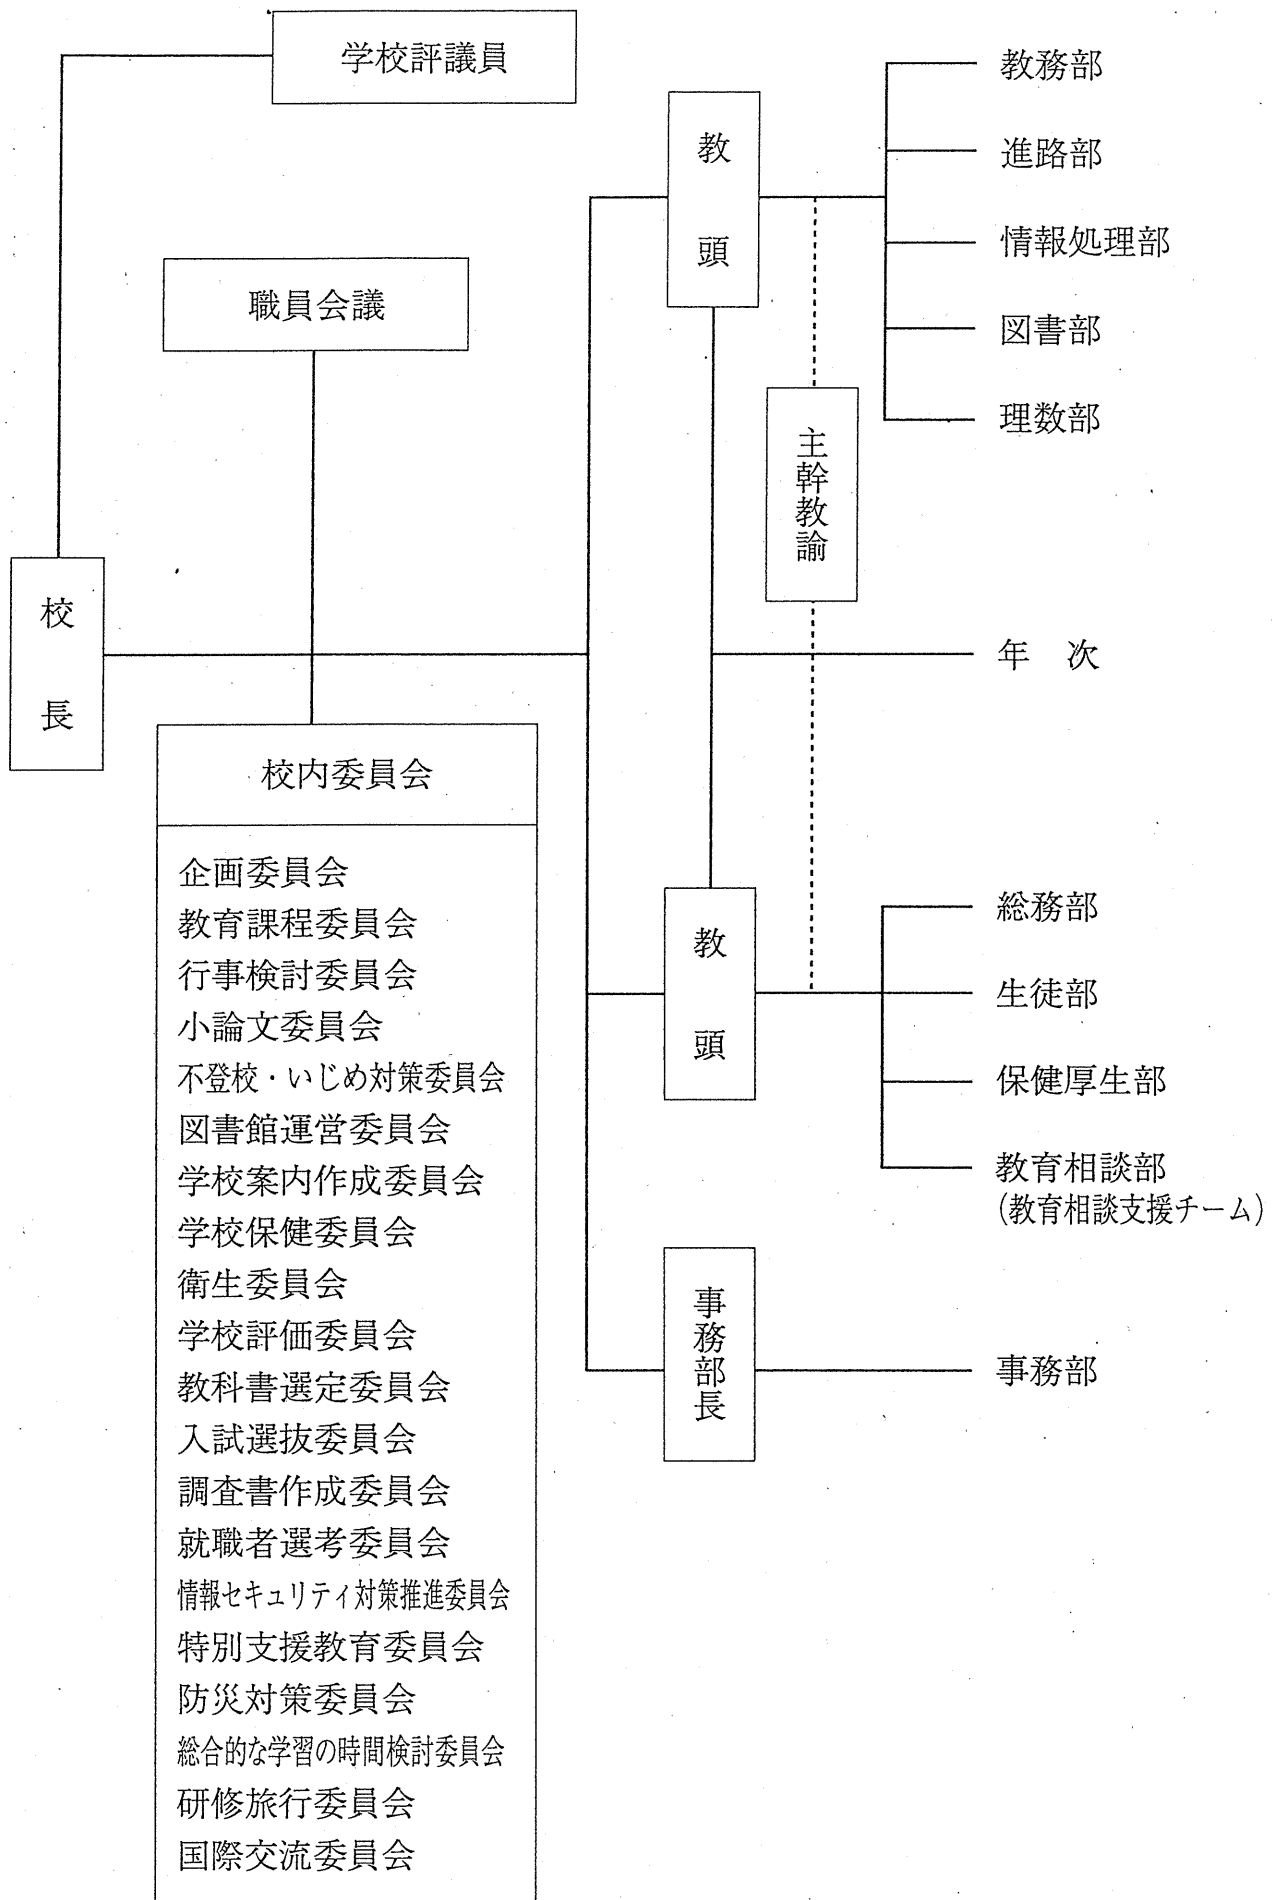 学校評議員
職員会議
校長
校内委員会
企画委員会
教育課程委員会
行事検討委員会
小論文委員会
不登校・いじめ対策委員会
図書館運営委員会
学校案内作成委員会
学校保健委員会
衛生委員会
学校評価委員会
教科書選定委員会
入試選抜委員会
調査書作成委員会
就職者選考委員会
情報セキュリティ対策推進委員会
特別支援教育委員会
防災対策委員会
総合的な学習の時間検討委員会
研修旅行委員会
国際交流委員会
教頭
主幹教諭
教頭
事務部長
教務部
進路部
情報処理部
図書部
理数部
年　次
総務部
生徒部
保健厚生部
教育相談部
（教育相談支援チーム）
事務部